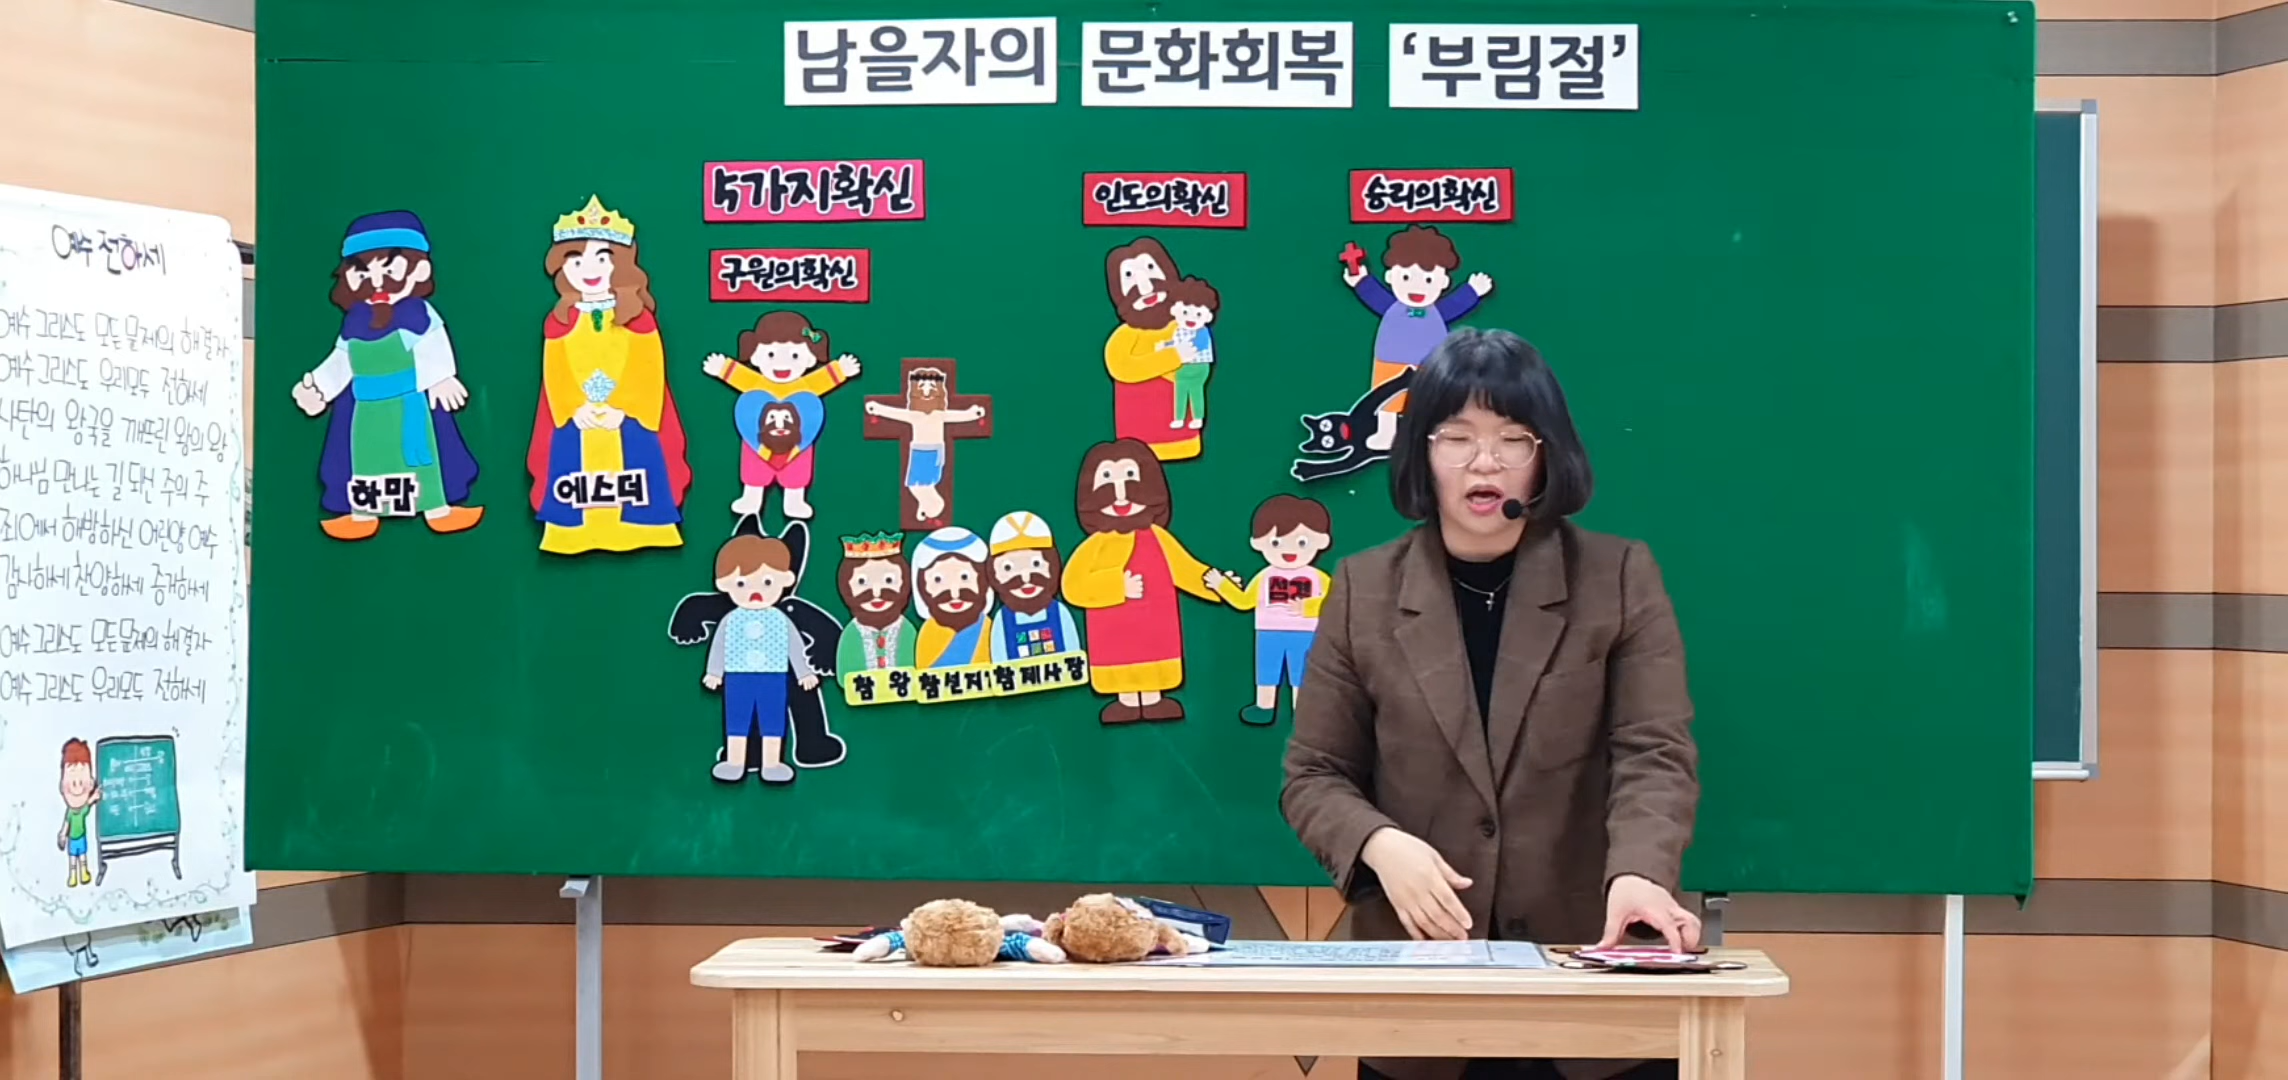 남을자의 문화회복 '부림절'
5가지확신
인도의확신
승리의확신
구원의확신
하만
에스더
참 왕
참선지
참제사장
성경
예수 전하세
예수 그리스도 모든 문제의 해결자
예수 그리스도 우리모두 전하세
사탄의 왕국을 깨뜨린 왕의 왕
하나님 만나는 길 되신 주의 주
죄에서 해방하신 어린양 예수
감사하세 찬양하세 증거하세
예수 그리스도 모든 문제의 해결자
예수 그리스도 우리모두 전하세